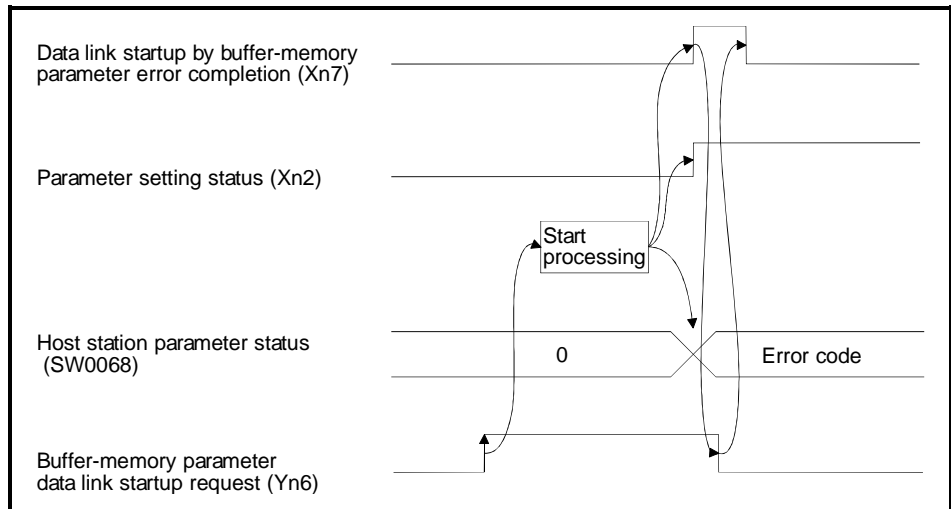 Data link startup by buffer-memory
parameter error completion (Xn7)
Parameter setting status (Xn2)
Start
processing
Host station parameter status
(SW0068)
0
Error code
Buffer-memory parameter
data link startup request (Yn6)